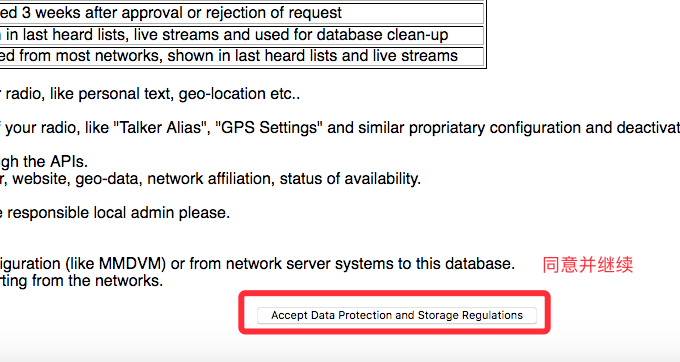 ed 3 weeks after approval or rejection of request
in last heard lists, live streams and used for database clean-up
ed from most networks, shown in last heard lists and live streams
radio, like personal text, geo-location etc..
your radio, like "Talker Alias", "GPS Settings" and similar propriatary configuration and deactivat
gh the APIs.
r, website, geo-data, network affiliation, status of availability.
e responsible local admin please.
iguration (like MMDVM) or from network server systems to this database. 同意并继续
rting from the networks.
Accept Data Protection and Storage Regulations